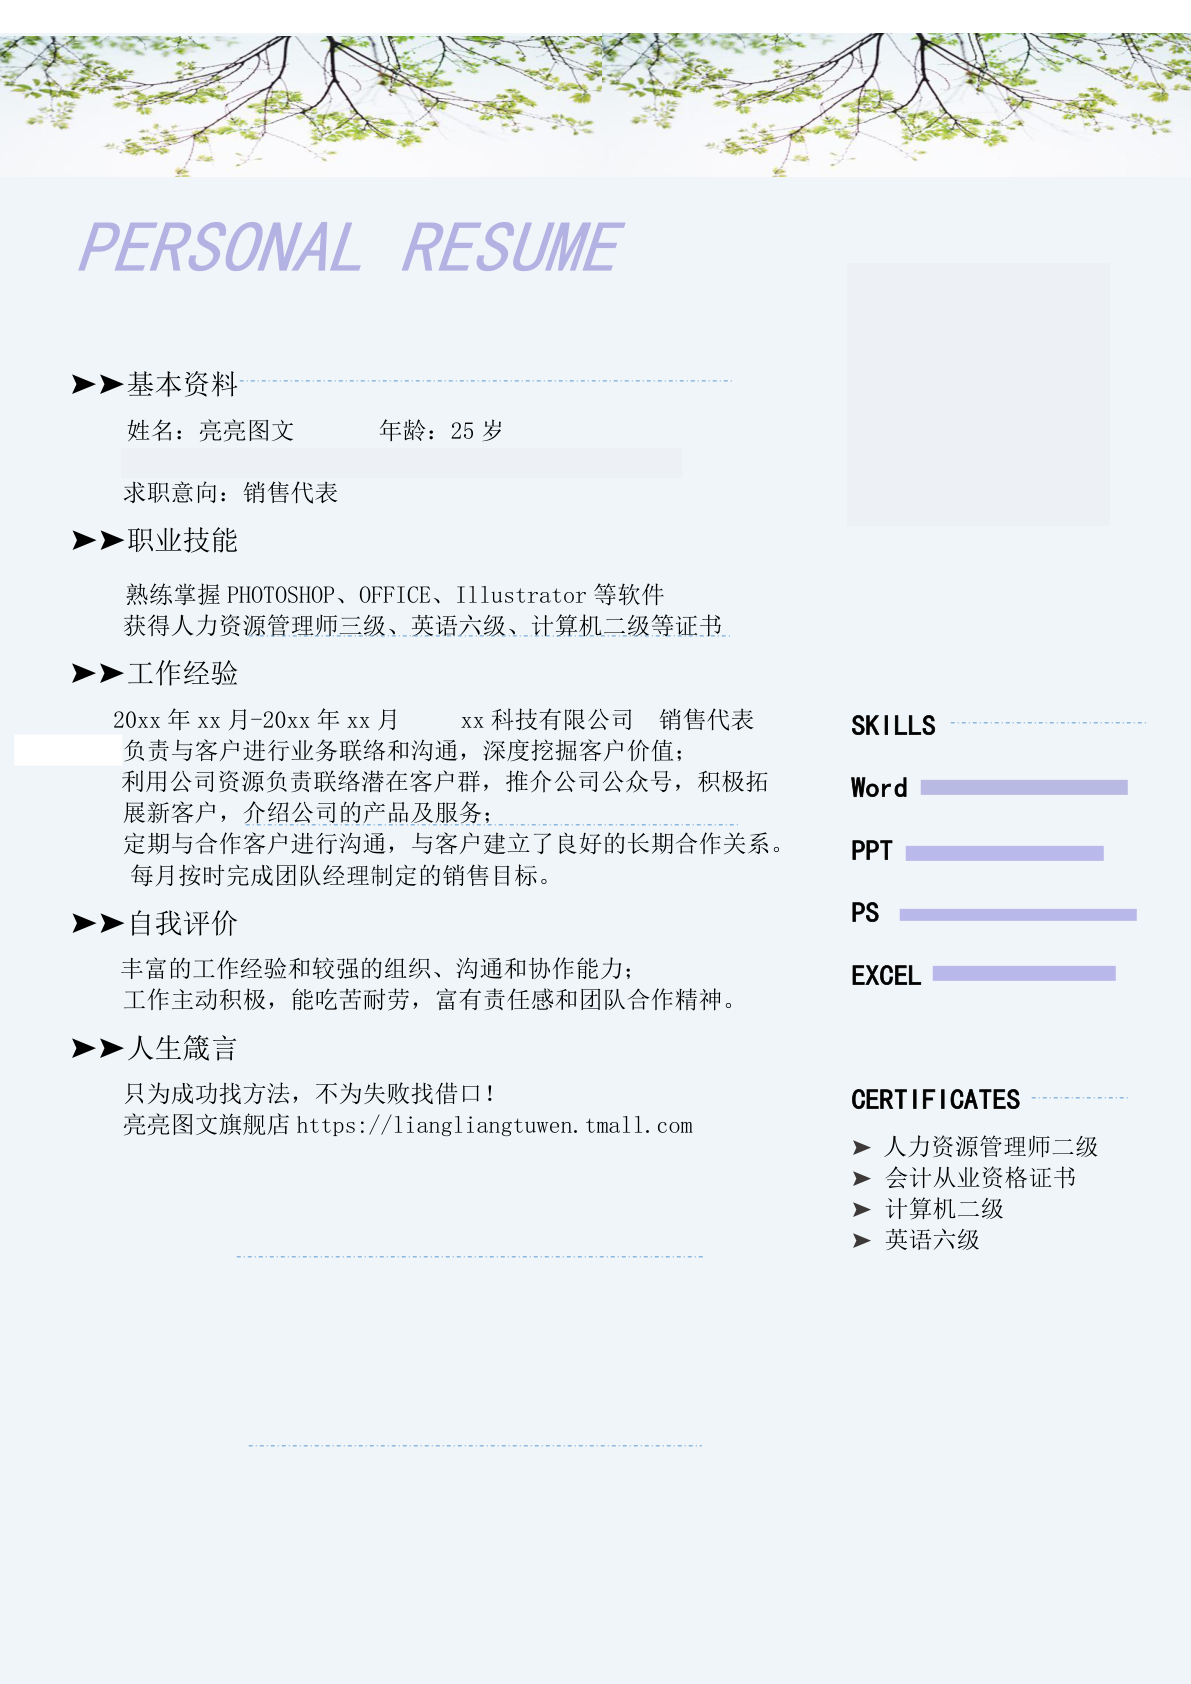 PERSONAL RESUME
➤➤基本资料
姓名：亮亮图文 年龄：25 岁
求职意向：销售代表
➤➤职业技能
熟练掌握 PHOTOSHOP、OFFICE、Illustrator 等软件
获得人力资源管理师三级、英语六级、计算机二级等证书
➤➤工作经验
20xx 年 xx 月-20xx 年 xx 月 xx 科技有限公司 销售代表
负责与客户进行业务联络和沟通，深度挖掘客户价值；
利用公司资源负责联络潜在客户群，推介公司公众号，积极拓
展新客户，介绍公司的产品及服务；
定期与合作客户进行沟通，与客户建立了良好的长期合作关系。
每月按时完成团队经理制定的销售目标。
➤➤自我评价
丰富的工作经验和较强的组织、沟通和协作能力；
工作主动积极，能吃苦耐劳，富有责任感和团队合作精神。
➤➤人生箴言
只为成功找方法，不为失败找借口！
亮亮图文旗舰店 https://liangliangtuwen.tmall.com
SKILLS
Word
PPT
PS
EXCEL
CERTIFICATES
➤ 人力资源管理师二级
➤ 会计从业资格证书
➤ 计算机二级
➤ 英语六级